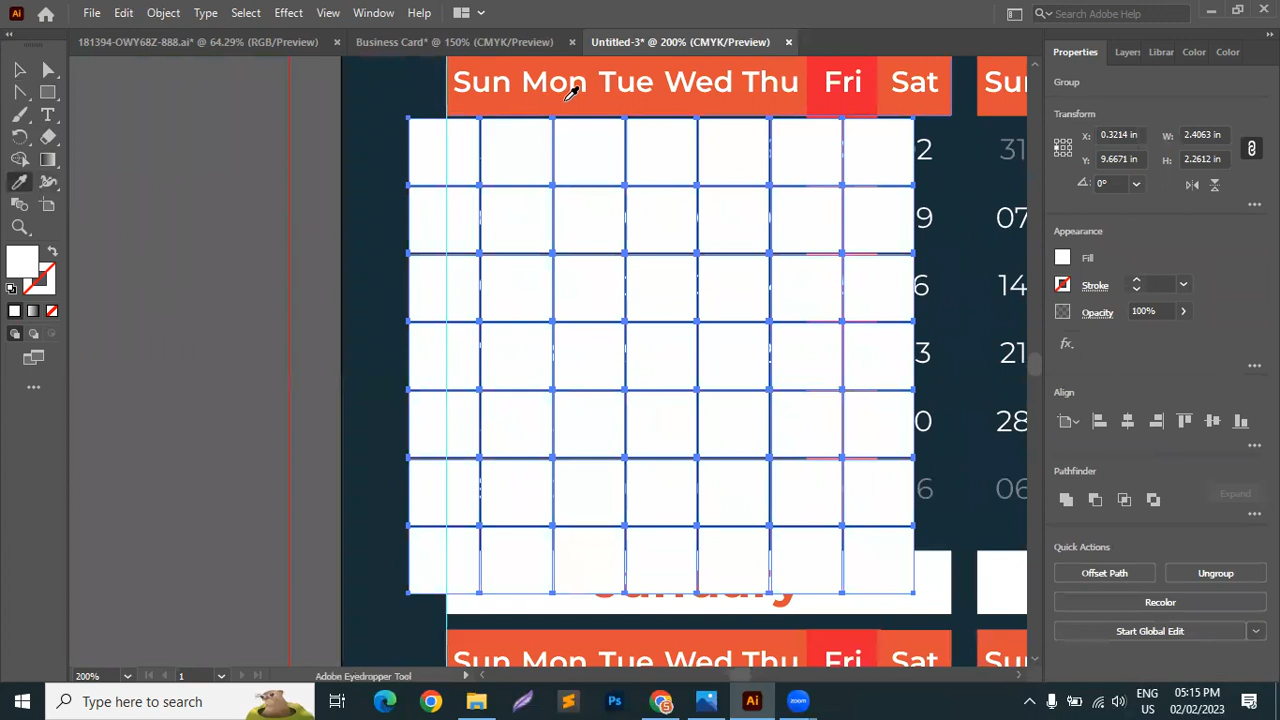 Ai File Edit Object Type Select Effect View Window Help Search Adobe Help
181394-OWY68Z-888.ai* @ 64.29% (RGB/Preview) Business Card* @ 150% (CMYK/Preview) Untitled-3* @ 200% (CMYK/Preview)
Properties Layers Librar Color Color
Sun Mon Tue Wed Thu Fri Sat Sun
Group
Transform
X: 0.3214 in W: 2.4063 in
Y: 9.6671 in H: 2.2612 in
0°
2 31
9 07
6 14
3 21
0 28
6 06
Appearance
Fill
Stroke
Opacity 100%
fx
Align
Pathfinder
Expand
Quick Actions
Offset Path Ungroup
Recolor
Start Global Edit
January
Sun Mon Tue Wed Thu Fri Sat Sun
200% 1 Adobe Eyedropper Tool
Type here to search
Ps
Ai
zoom
ENG
US
05:15 PM
02/02/2023